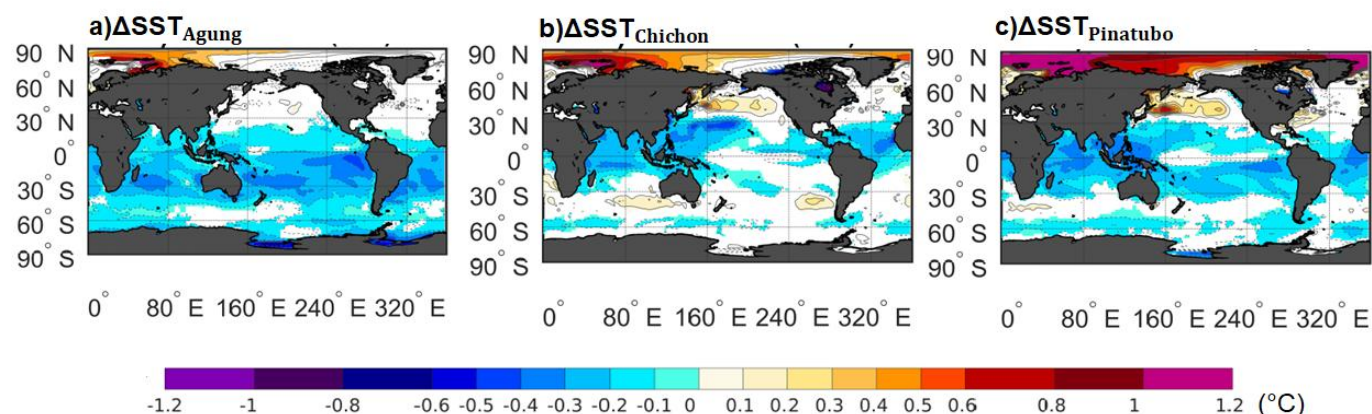 a)ΔSST_Agung
b)ΔSST_Chichon
c)ΔSST_Pinatubo
90 N
60° N
30° N
0°
30° S
60° S
90° S
0° 80° E 160° E 240° E 320° E
90 N
60° N
30° N
0°
30° S
60° S
90° S
0° 80° E 160° E 240° E 320° E
90 N
60° N
30° N
0°
30° S
60° S
90° S
0° 80° E 160° E 240° E 320° E
-1.2 -1 -0.8 -0.6 -0.5 -0.4 -0.3 -0.2 -0.1 0 0.1 0.2 0.3 0.4 0.5 0.6 0.8 1 1.2 (°C)